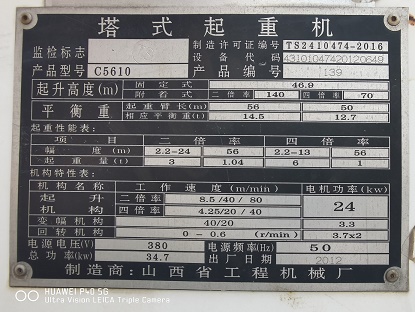 塔式起重机
监检标志 制造许可证编号 TS2410474-2016
设备代码 43101047420120649
产品型号 C5610 产品编号 139
起升高度(m) 固定式 46.9
附着式 二倍率 140 四倍率 70
平衡重 起重臂长(m) 56 50
相应平衡重(t) 14.5 12.7
起重性能表:
项目 二倍率 四倍率
幅度(m) 2.2-24 56 2.2-13 56
起重量(t) 3 1.04 6 1
机构特性表:
机构名称 工作速度(m/min) 电机功率(kw)
起升机构 二倍率 8.5/40/80 24
四倍率 4.25/20/40
变幅机构 40/20 3.3
回转机构 0-0.6 (r/min) 3.7x2
电源电压(V) 380 电源频率(Hz) 50
总功率(kw) 34.7 出厂日期 2012
制造商:山西省工程机械厂
HUAWEI P40 5G
Ultra Vision LEICA Triple Camera